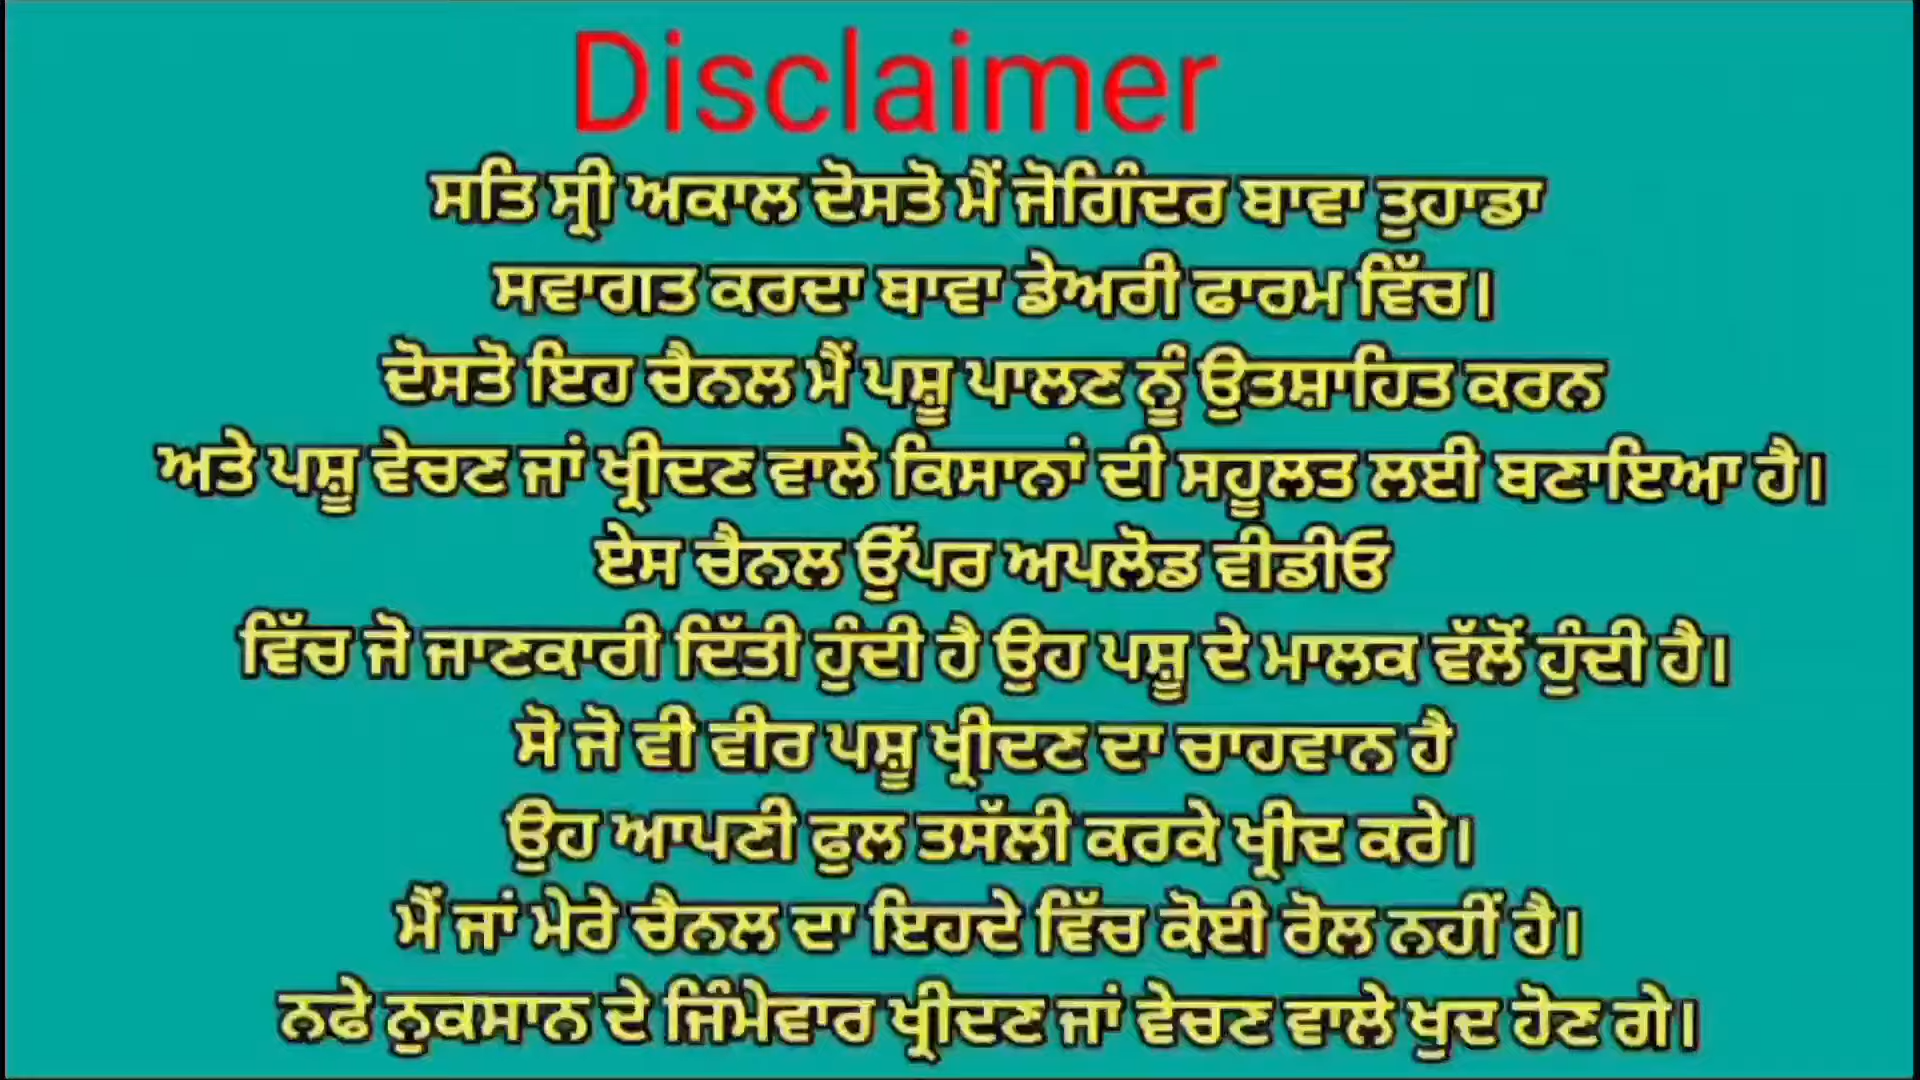 Disclaimer
ਸਤਿ ਸ੍ਰੀ ਅਕਾਲ ਦੋਸਤੋ ਮੈਂ ਜੋਗਿੰਦਰ ਬਾਵਾ ਤੁਹਾਡਾ
ਸਵਾਗਤ ਕਰਦਾ ਬਾਵਾ ਡੇਅਰੀ ਫਾਰਮ ਵਿੱਚ।
ਦੋਸਤੋ ਇਹ ਚੈਨਲ ਮੈਂ ਪਸ਼ੂ ਪਾਲਣ ਨੂੰ ਉਤਸ਼ਾਹਿਤ ਕਰਨ
ਅਤੇ ਪਸ਼ੂ ਵੇਚਣ ਜਾਂ ਖ੍ਰੀਦਣ ਵਾਲੇ ਕਿਸਾਨਾਂ ਦੀ ਸਹੂਲਤ ਲਈ ਬਣਾਇਆ ਹੈ।
ਏਸ ਚੈਨਲ ਉੱਪਰ ਅਪਲੋਡ ਵੀਡੀਓ
ਵਿੱਚ ਜੋ ਜਾਣਕਾਰੀ ਦਿੱਤੀ ਹੁੰਦੀ ਹੈ ਉਹ ਪਸ਼ੂ ਦੇ ਮਾਲਕ ਵੱਲੋਂ ਹੁੰਦੀ ਹੈ।
ਸੋ ਜੋ ਵੀ ਵੀਰ ਪਸ਼ੂ ਖ੍ਰੀਦਣ ਦਾ ਚਾਹਵਾਨ ਹੈ
ਉਹ ਆਪਣੀ ਫੁਲ ਤਸੱਲੀ ਕਰਕੇ ਖ੍ਰੀਦ ਕਰੇ।
ਮੈਂ ਜਾਂ ਮੇਰੇ ਚੈਨਲ ਦਾ ਇਹਦੇ ਵਿੱਚ ਕੋਈ ਰੋਲ ਨਹੀਂ ਹੈ।
ਨਫੇ ਨੁਕਸਾਨ ਦੇ ਜਿੰਮੇਵਾਰ ਖ੍ਰੀਦਣ ਜਾਂ ਵੇਚਣ ਵਾਲੇ ਖੁਦ ਹੋਣ ਗੇ।